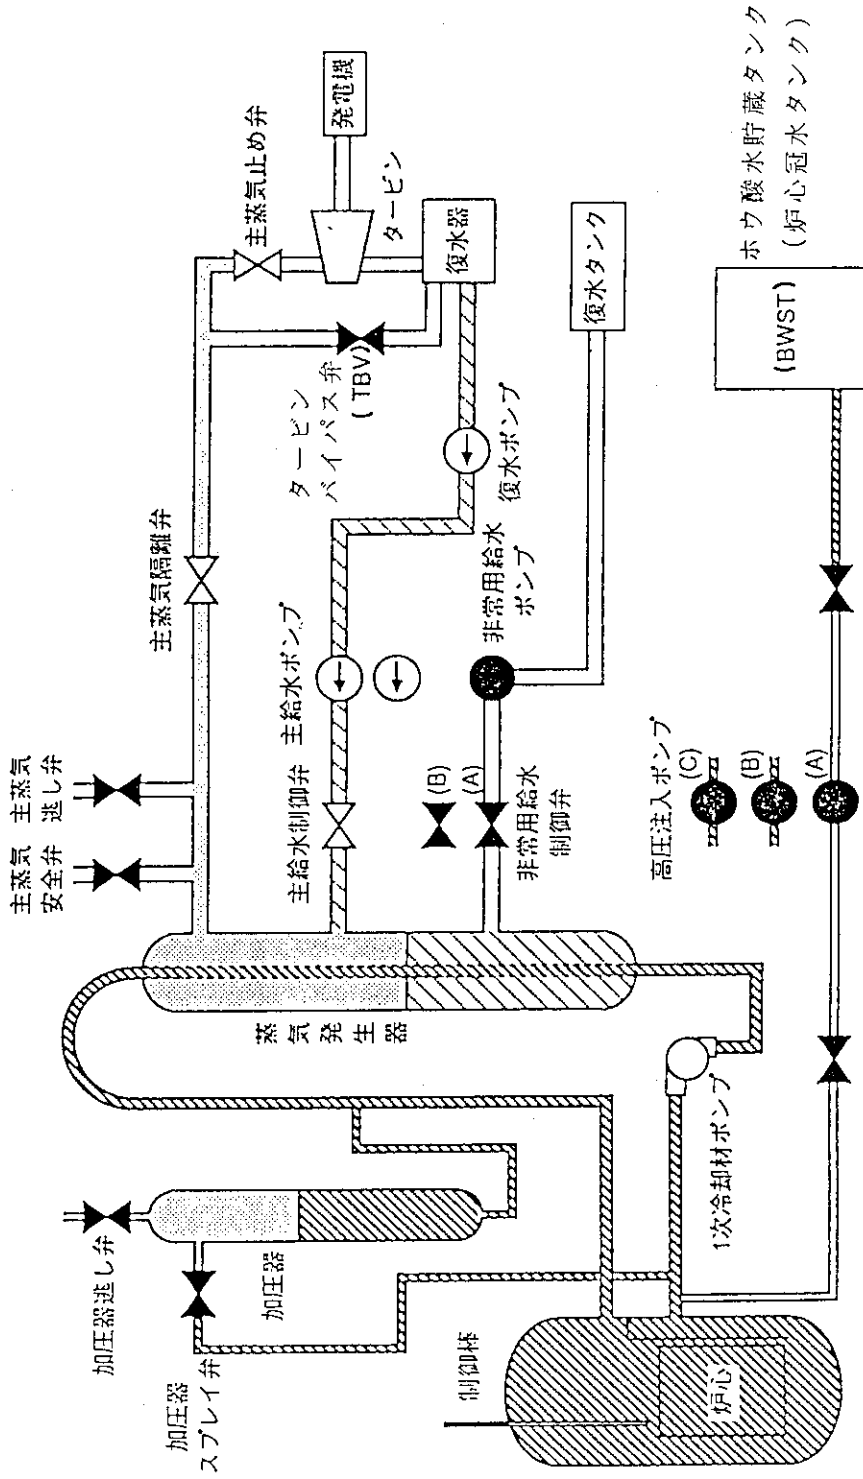 加圧器逃し弁
加圧器
スプレイ弁
加圧器
制御棒
炉心
主蒸気
安全弁
主蒸気
逃し弁
主蒸気隔離弁
主蒸気止め弁
発電機
タービン
タービン
バイパス弁
(TBV)
復水器
復水ポンプ
主給水ポンプ
主給水制御弁
蒸気発生器
(B)
(A)
非常用給水
制御弁
非常用給水
ポンプ
復水タンク
1次冷却材ポンプ
高圧注入ポンプ
(C)
(B)
(A)
(BWST)
ホウ酸水貯蔵タンク
(炉心冠水タンク)